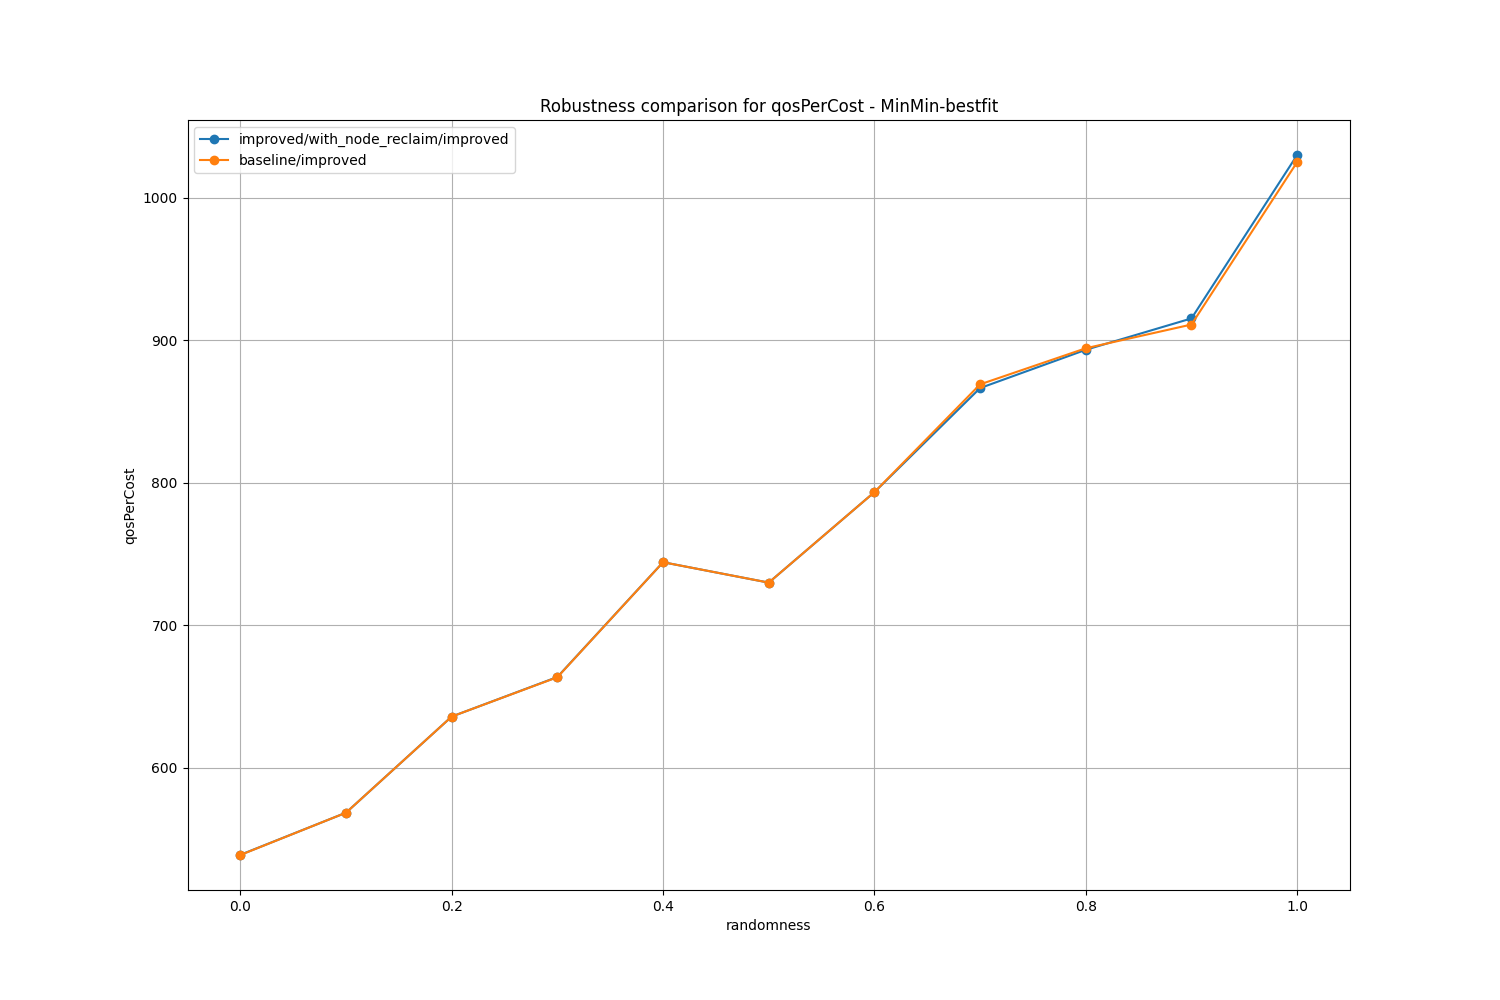 Robustness comparison for qosPerCost - MinMin-bestfit
improved/with_node_reclaim/improved
baseline/improved
1000
900
800
700
600
qosPerCost
0.0 0.2 0.4 0.6 0.8 1.0
randomness